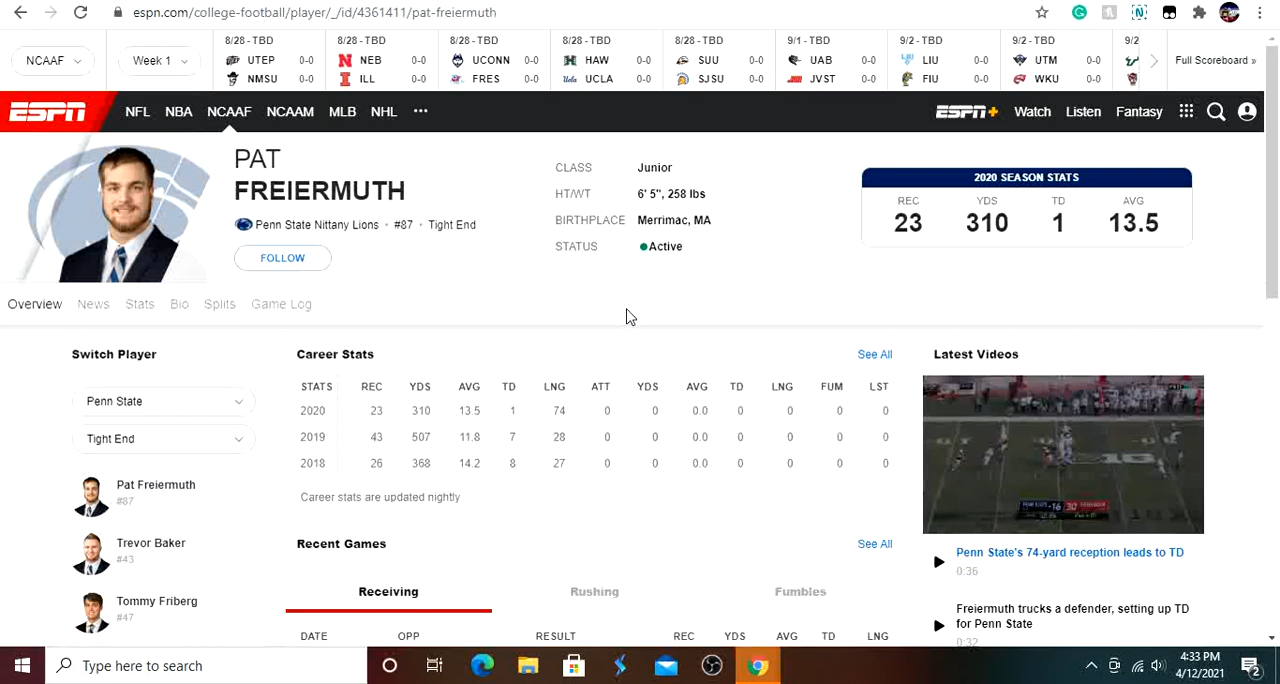 espn.com/college-football/player/_/id/4361411/pat-freiermuth
NCAAF
Week 1
8/28 - TBD
UTEP 0-0
NMSU 0-0
8/28 - TBD
NEB 0-0
ILL 0-0
8/28 - TBD
UCONN 0-0
FRES 0-0
8/28 - TBD
HAW 0-0
UCLA 0-0
8/28 - TBD
SUU 0-0
SJSU 0-0
9/1 - TBD
UAB 0-0
JVST 0-0
9/2 - TBD
LIU 0-0
FIU 0-0
9/2 - TBD
UTM 0-0
WKU 0-0
9/2
Full Scoreboard »
ESPN NFL NBA NCAAF NCAAM MLB NHL ••• ESPN+ Watch Listen Fantasy
PAT
FREIERMUTH
Penn State Nittany Lions • #87 • Tight End
FOLLOW
CLASS Junior
HT/WT 6' 5", 258 lbs
BIRTHPLACE Merrimac, MA
STATUS Active
2020 SEASON STATS
REC YDS TD AVG
23 310 1 13.5
Overview News Stats Bio Splits Game Log
Switch Player
Penn State
Tight End
Pat Freiermuth
#87
Trevor Baker
#43
Tommy Friberg
#47
Career Stats See All
STATS REC YDS AVG TD LNG ATT YDS AVG TD LNG FUM LST
2020 23 310 13.5 1 74 0 0 0.0 0 0 0 0
2019 43 507 11.8 7 28 0 0 0.0 0 0 0 0
2018 26 368 14.2 8 27 0 0 0.0 0 0 0 0
Career stats are updated nightly
Recent Games See All
Receiving Rushing Fumbles
DATE OPP RESULT REC YDS AVG TD LNG
Latest Videos
Penn State's 74-yard reception leads to TD
0:36
Freiermuth trucks a defender, setting up TD
for Penn State
0:32
Type here to search
4:33 PM
4/12/2021
2